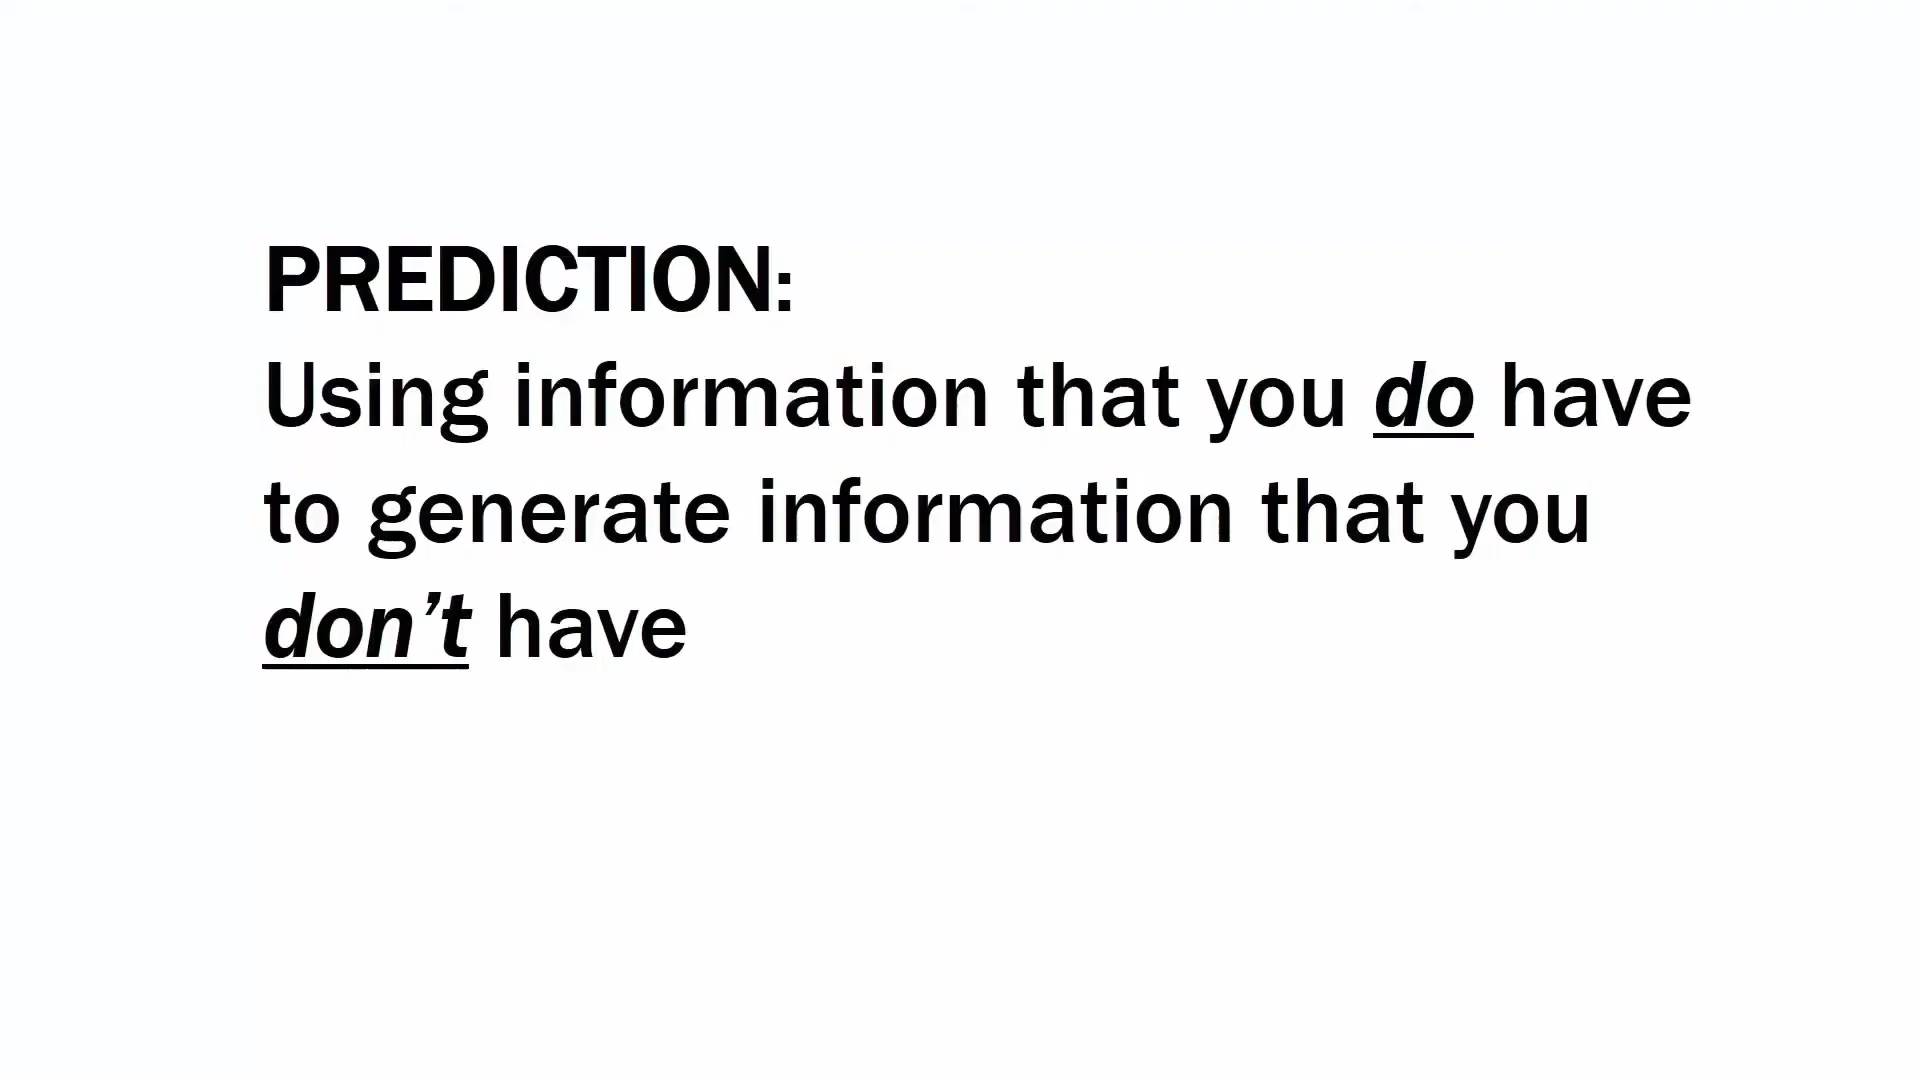 PREDICTION:
Using information that you do have
to generate information that you
don’t have